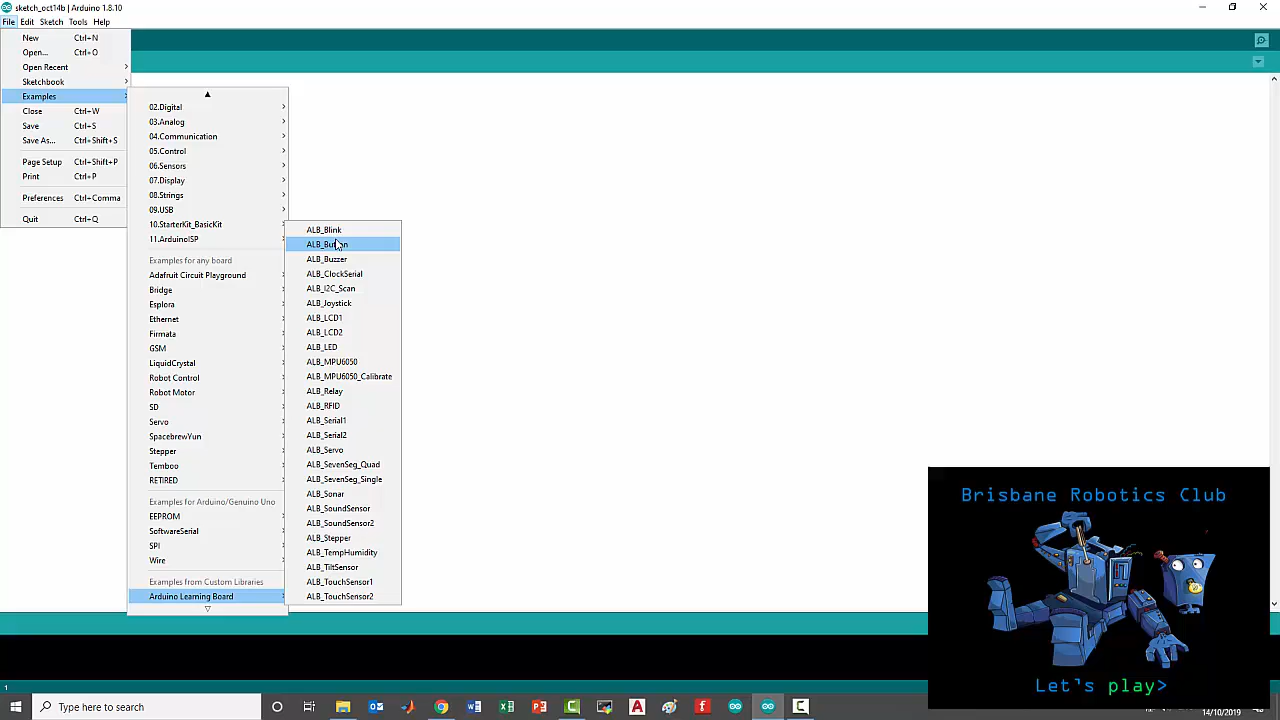 sketch_oct14b | Arduino 1.8.10
File Edit Sketch Tools Help
New Ctrl+N
Open... Ctrl+O
Open Recent
Sketchbook
Examples
Close Ctrl+W
Save Ctrl+S
Save As... Ctrl+Shift+S
Page Setup Ctrl+Shift+P
Print Ctrl+P
Preferences Ctrl+Comma
Quit Ctrl+Q
02.Digital
03.Analog
04.Communication
05.Control
06.Sensors
07.Display
08.Strings
09.USB
10.StarterKit_BasicKit
11.ArduinoISP
Examples for any board
Adafruit Circuit Playground
Bridge
Esplora
Ethernet
Firmata
GSM
LiquidCrystal
Robot Control
Robot Motor
SD
Servo
SpacebrewYun
Stepper
Temboo
RETIRED
Examples for Arduino/Genuino Uno
EEPROM
SoftwareSerial
SPI
Wire
Examples from Custom Libraries
Arduino Learning Board
ALB_Blink
ALB_Button
ALB_Buzzer
ALB_ClockSerial
ALB_I2C_Scan
ALB_Joystick
ALB_LCD1
ALB_LCD2
ALB_LED
ALB_MPU6050
ALB_MPU6050_Calibrate
ALB_Relay
ALB_RFID
ALB_Serial1
ALB_Serial2
ALB_Servo
ALB_SevenSeg_Quad
ALB_SevenSeg_Single
ALB_Sonar
ALB_SoundSensor
ALB_SoundSensor2
ALB_Stepper
ALB_TempHumidity
ALB_TiltSensor
ALB_TouchSensor1
ALB_TouchSensor2
Brisbane Robotics Club
Let's play>
1
Type here to search
14/10/2019